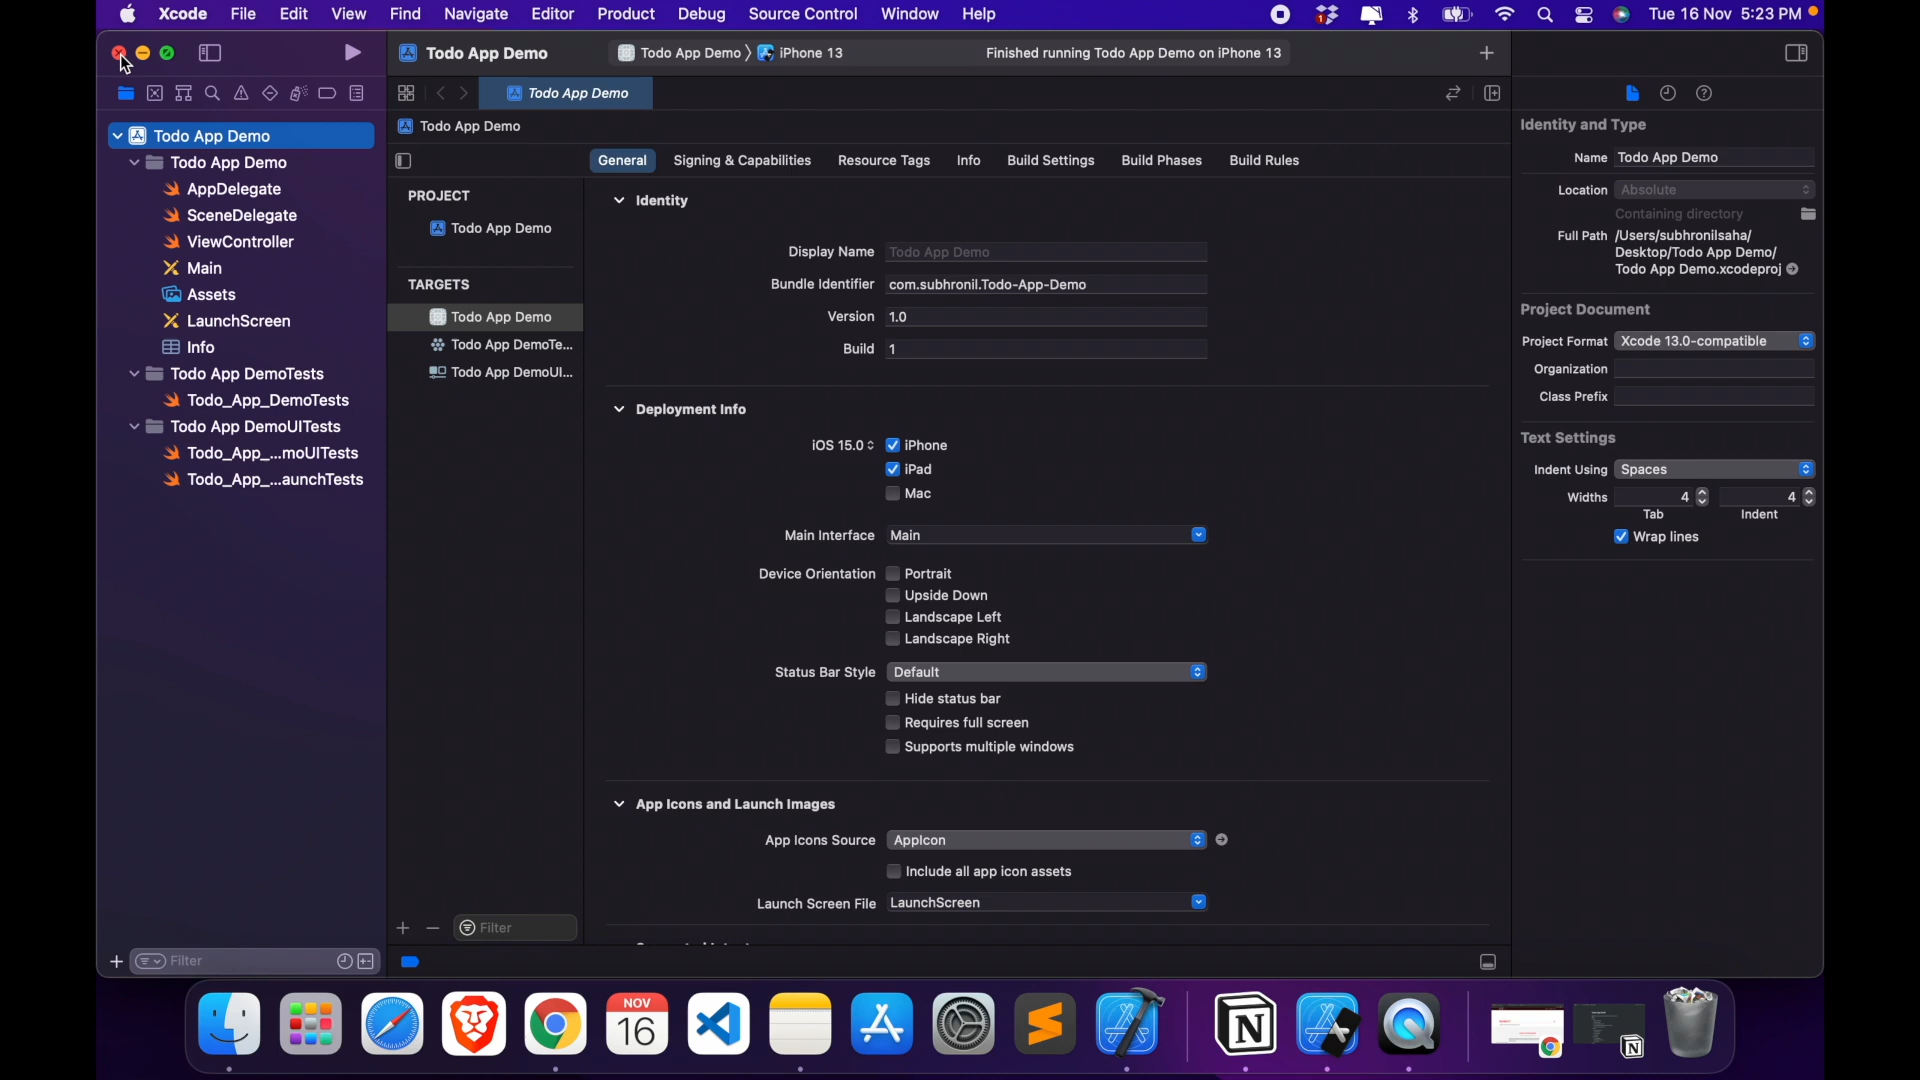 Xcode File Edit View Find Navigate Editor Product Debug Source Control Window Help
1
Tue 16 Nov 5:23 PM
Todo App Demo
Todo App Demo
iPhone 13
Finished running Todo App Demo on iPhone 13
Todo App Demo
Todo App Demo
Todo App Demo
Todo App Demo
AppDelegate
SceneDelegate
ViewController
Main
Assets
LaunchScreen
Info
Todo App DemoTests
Todo_App_DemoTests
Todo App DemoUITests
Todo_App_...moUITests
Todo_App_...aunchTests
Filter
General Signing & Capabilities Resource Tags Info Build Settings Build Phases Build Rules
PROJECT
Todo App Demo
TARGETS
Todo App Demo
Todo App DemoTe...
Todo App DemoUI...
Filter
Identity
Display Name Todo App Demo
Bundle Identifier com.subhronil.Todo-App-Demo
Version 1.0
Build 1
Deployment Info
iOS 15.0 iPhone
iPad
Mac
Main Interface Main
Device Orientation Portrait
Upside Down
Landscape Left
Landscape Right
Status Bar Style Default
Hide status bar
Requires full screen
Supports multiple windows
App Icons and Launch Images
App Icons Source AppIcon
Include all app icon assets
Launch Screen File LaunchScreen
Identity and Type
Name Todo App Demo
Location Absolute
Containing directory
Full Path /Users/subhronilsaha/
Desktop/Todo App Demo/
Todo App Demo.xcodeproj
Project Document
Project Format Xcode 13.0-compatible
Organization
Class Prefix
Text Settings
Indent Using Spaces
Widths 4 4
Tab Indent
Wrap lines
NOV
16